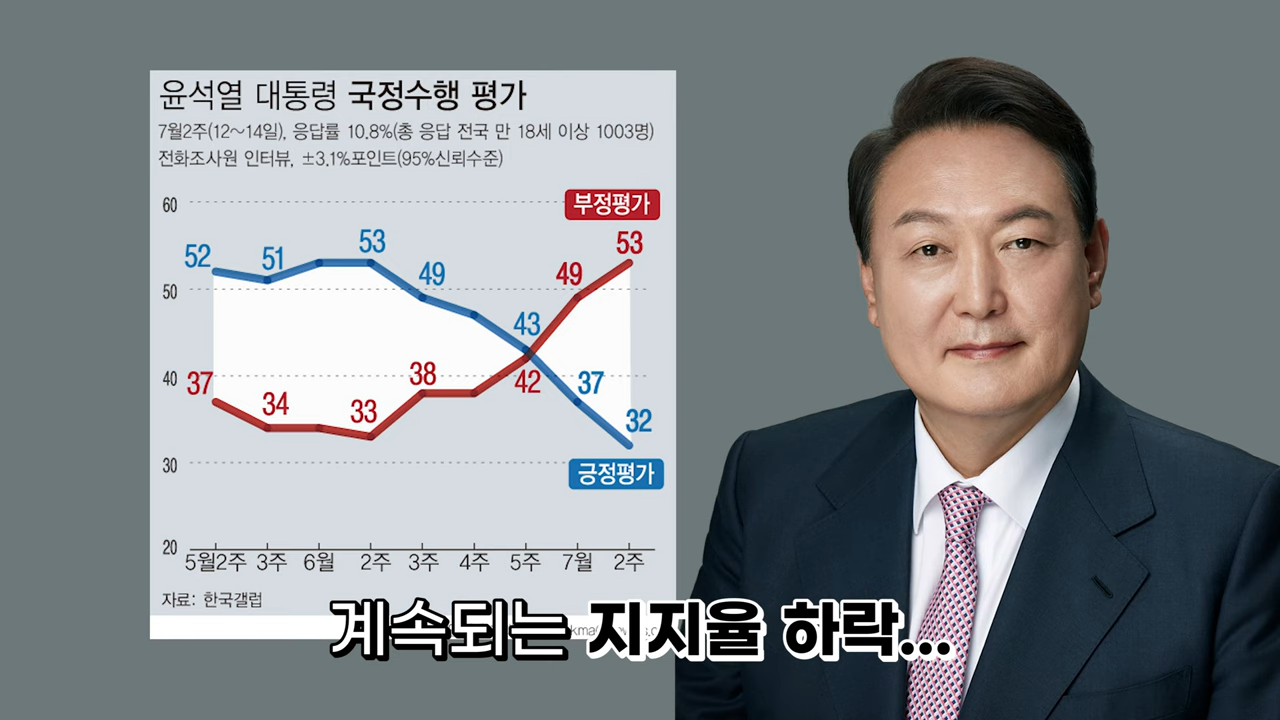 윤석열 대통령 국정수행 평가
7월2주(12~14일), 응답률 10.8%(총 응답 전국 만 18세 이상 1003명)
전화조사원 인터뷰, ±3.1%포인트(95%신뢰수준)
60
부정평가
52
51
53
49
49
53
50
43
40
37
34
33
38
42
37
32
30
긍정평가
20
5월2주 3주 6월 2주 3주 4주 5주 7월 2주
자료: 한국갤럽
계속되는 지지율 하락...